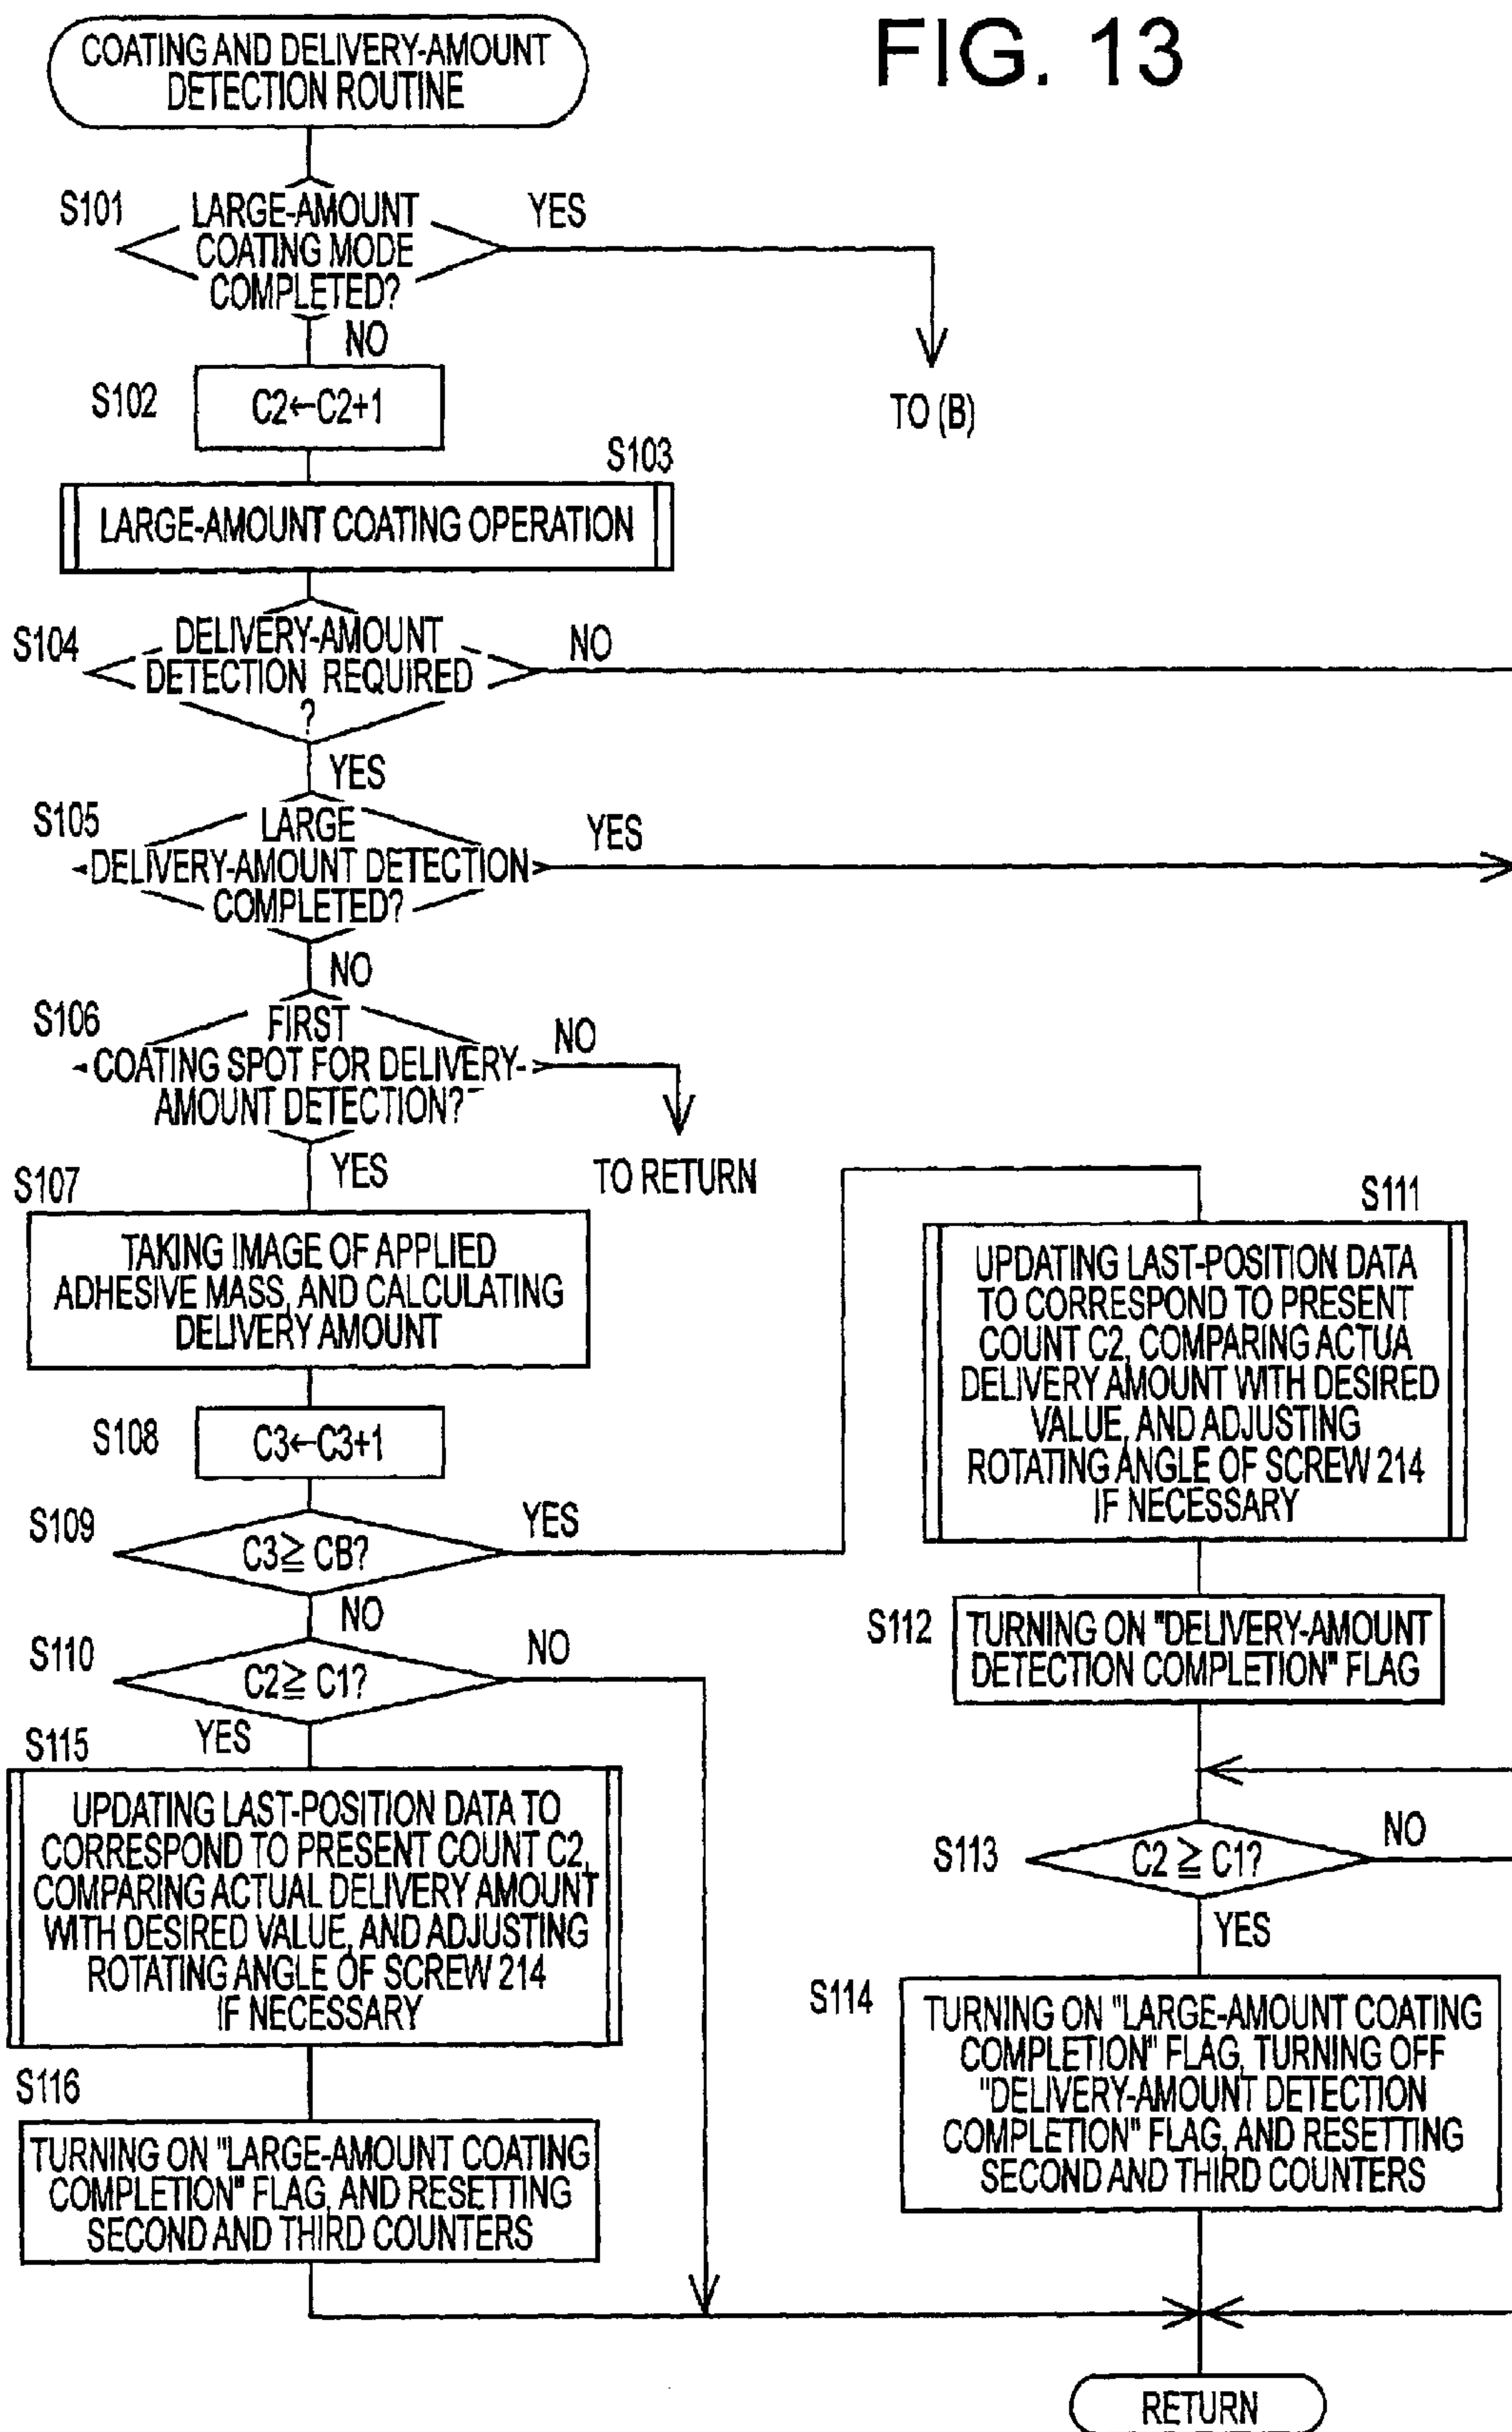 FIG. 13
COATING AND DELIVERY-AMOUNT
DETECTION ROUTINE
S101
LARGE-AMOUNT
COATING MODE
COMPLETED?
YES
TO (B)
NO
S102
C2←C2+1
S103
LARGE-AMOUNT COATING OPERATION
S104
DELIVERY-AMOUNT
DETECTION REQUIRED
?
NO
YES
S105
LARGE
DELIVERY-AMOUNT DETECTION
COMPLETED?
YES
NO
S106
FIRST
COATING SPOT FOR DELIVERY-
AMOUNT DETECTION?
NO
TO RETURN
YES
S107
TAKING IMAGE OF APPLIED
ADHESIVE MASS, AND CALCULATING
DELIVERY AMOUNT
S108
C3←C3+1
S109
C3≧ CB?
YES
NO
S110
C2≧ C1?
NO
YES
S115
UPDATING LAST-POSITION DATA TO
CORRESPOND TO PRESENT COUNT C2,
COMPARING ACTUAL DELIVERY AMOUNT
WITH DESIRED VALUE, AND ADJUSTING
ROTATING ANGLE OF SCREW 214
IF NECESSARY
S116
TURNING ON "LARGE-AMOUNT COATING
COMPLETION" FLAG, AND RESETTING
SECOND AND THIRD COUNTERS
S111
UPDATING LAST-POSITION DATA
TO CORRESPOND TO PRESENT
COUNT C2, COMPARING ACTUA
DELIVERY AMOUNT WITH DESIRED
VALUE, AND ADJUSTING
ROTATING ANGLE OF SCREW 214
IF NECESSARY
S112
TURNING ON "DELIVERY-AMOUNT
DETECTION COMPLETION" FLAG
S113
C2 ≧ C1?
NO
YES
S114
TURNING ON "LARGE-AMOUNT COATING
COMPLETION" FLAG, TURNING OFF
"DELIVERY-AMOUNT DETECTION
COMPLETION" FLAG, AND RESETTING
SECOND AND THIRD COUNTERS
RETURN